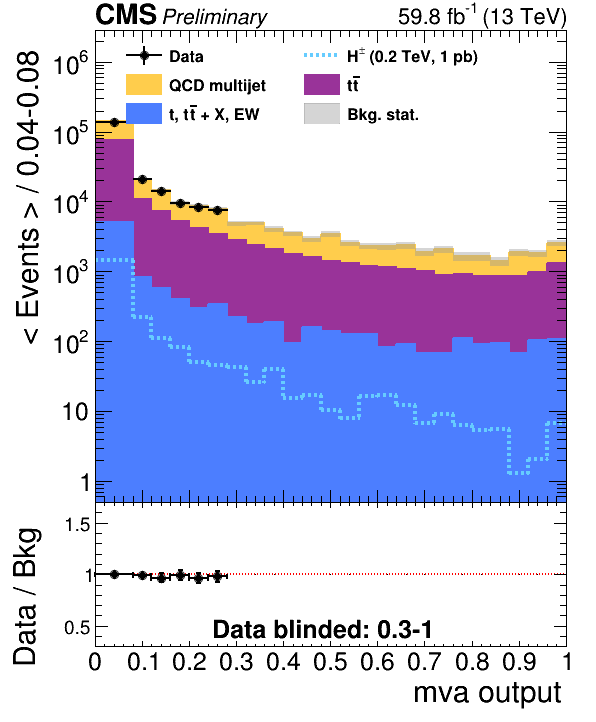 CMS Preliminary 59.8 fb⁻¹ (13 TeV)
Data H± (0.2 TeV, 1 pb)
QCD multijet tt̄
t, tt̄ + X, EW Bkg. stat.
< Events > / 0.04-0.08
10⁶
10⁵
10⁴
10³
10²
10
1
Data / Bkg
1.5
1
0.5
Data blinded: 0.3-1
0 0.1 0.2 0.3 0.4 0.5 0.6 0.7 0.8 0.9 1
mva output